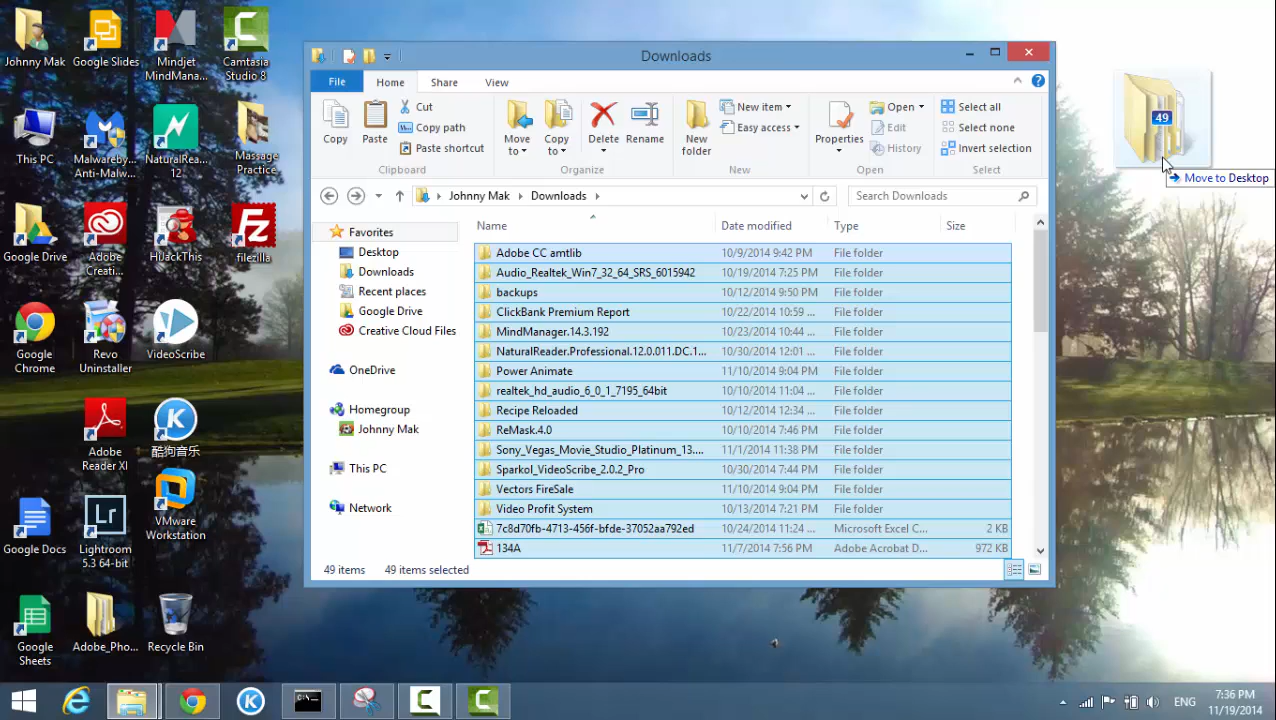 Johnny Mak
Google Slides
Mindjet
MindMana...
Camtasia
Studio 8
This PC
Malwareby...
Anti-Malw...
NaturalRea...
12
Massage
Practice
Google Drive
Adobe
Creati...
HiJackThis
filezilla
Google
Chrome
Revo
Uninstaller
VideoScribe
Adobe
Reader XI
酷狗音乐
Google Docs
Lightroom
5.3 64-bit
VMware
Workstation
Google
Sheets
Adobe_Pho...
Recycle Bin
Downloads
File
Home
Share
View
Copy
Paste
Cut
Copy path
Paste shortcut
Clipboard
Move
to
Copy
to
Delete
Rename
Organize
New
folder
New item
Easy access
New
Properties
Open
Edit
History
Open
Select all
Select none
Invert selection
Select
Johnny Mak
Downloads
Search Downloads
Favorites
Desktop
Downloads
Recent places
Google Drive
Creative Cloud Files
OneDrive
Homegroup
Johnny Mak
This PC
Network
Name Date modified Type Size
Adobe CC amtlib 10/9/2014 9:42 PM File folder
Audio_Realtek_Win7_32_64_SRS_6015942 10/19/2014 7:25 PM File folder
backups 10/12/2014 9:50 PM File folder
ClickBank Premium Report 10/22/2014 10:59 ... File folder
MindManager.14.3.192 10/23/2014 10:44 ... File folder
NaturalReader.Professional.12.0.011.DC.1... 10/30/2014 12:01 ... File folder
Power Animate 11/10/2014 9:04 PM File folder
realtek_hd_audio_6_0_1_7195_64bit 10/10/2014 11:04 ... File folder
Recipe Reloaded 10/12/2014 12:34 ... File folder
ReMask.4.0 10/10/2014 7:46 PM File folder
Sony_Vegas_Movie_Studio_Platinum_13.... 11/1/2014 11:38 PM File folder
Sparkol_VideoScribe_2.0.2_Pro 10/30/2014 7:44 PM File folder
Vectors FireSale 11/10/2014 9:04 PM File folder
Video Profit System 10/13/2014 7:21 PM File folder
7c8d70fb-4713-456f-bfde-37052aa792ed 10/24/2014 11:24 ... Microsoft Excel C... 2 KB
134A 11/7/2014 7:56 PM Adobe Acrobat D... 972 KB
49 items 49 items selected
49
Move to Desktop
ENG
7:36 PM
11/19/2014